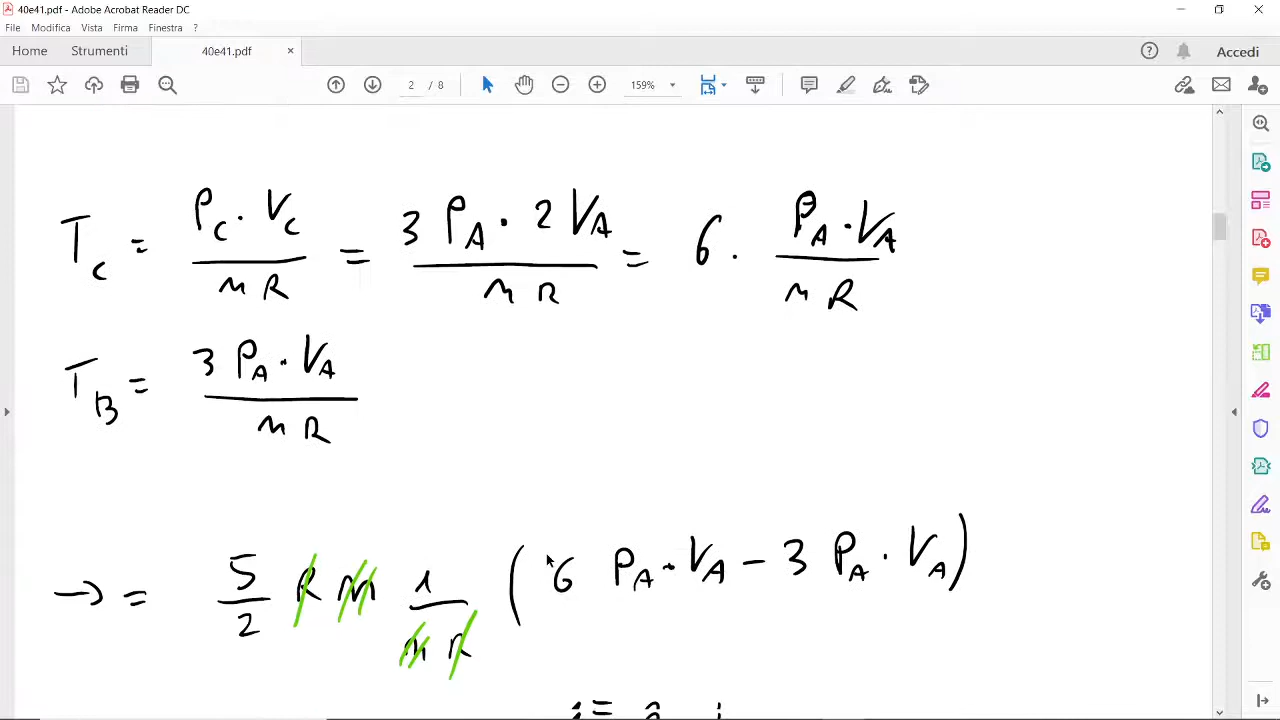 40e41.pdf - Adobe Acrobat Reader DC
File Modifica Vista Firma Finestra ?
Home Strumenti 40e41.pdf × Accedi
2 / 8 159%
T_C = P_C · V_C / n R = 3 P_A · 2 V_A / n R = 6 · P_A · V_A / n R
T_B = 3 P_A · V_A / n R
→ = 5/2 R n 1 / n R ( 6 P_A · V_A − 3 P_A · V_A )